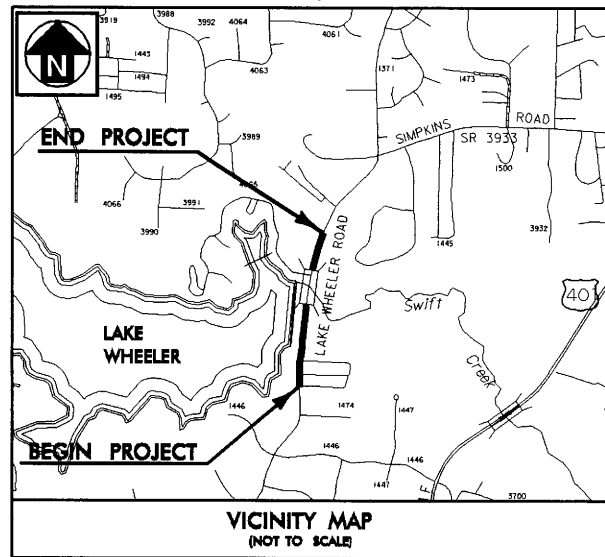 3919
3988
3992
4064
4061
1443
1494
1495
4063
1371
1473
N
END PROJECT
3989
SIMPKINS ROAD
SR 3933
1500
4066
3991
3990
1445
3932
LAKE WHEELER ROAD
40
Swift
Creek
LAKE
WHEELER
1446
1474
1447
1446
1446
1447
BEGIN PROJECT
3700
VICINITY MAP
(NOT TO SCALE)